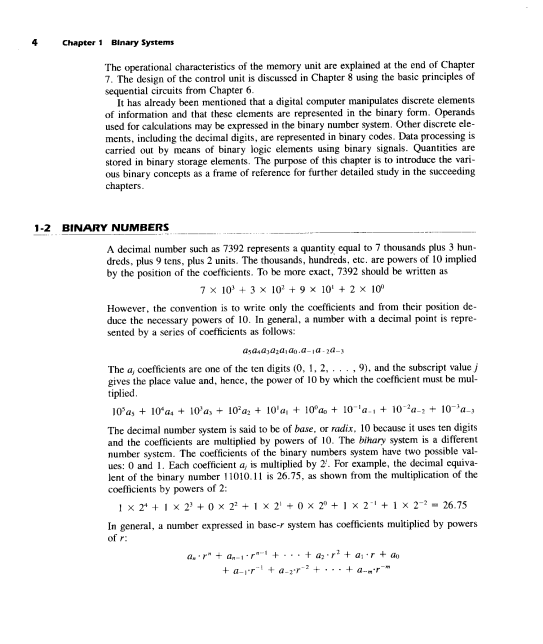 4 Chapter 1 Binary Systems
The operational characteristics of the memory unit are explained at the end of Chapter
7. The design of the control unit is discussed in Chapter 8 using the basic principles of
sequential circuits from Chapter 6.
It has already been mentioned that a digital computer manipulates discrete elements
of information and that these elements are represented in the binary form. Operands
used for calculations may be expressed in the binary number system. Other discrete ele-
ments, including the decimal digits, are represented in binary codes. Data processing is
carried out by means of binary logic elements using binary signals. Quantities are
stored in binary storage elements. The purpose of this chapter is to introduce the vari-
ous binary concepts as a frame of reference for further detailed study in the succeeding
chapters.
1-2 BINARY NUMBERS
A decimal number such as 7392 represents a quantity equal to 7 thousands plus 3 hun-
dreds, plus 9 tens, plus 2 units. The thousands, hundreds, etc. are powers of 10 implied
by the position of the coefficients. To be more exact, 7392 should be written as
7 × 10³ + 3 × 10² + 9 × 10¹ + 2 × 10⁰
However, the convention is to write only the coefficients and from their position de-
duce the necessary powers of 10. In general, a number with a decimal point is repre-
sented by a series of coefficients as follows:
a₅a₄a₃a₂a₁a₀.a₋₁a₋₂a₋₃
The aⱼ coefficients are one of the ten digits (0, 1, 2, . . . , 9), and the subscript value j
gives the place value and, hence, the power of 10 by which the coefficient must be mul-
tiplied.
10⁵a₅ + 10⁴a₄ + 10³a₃ + 10²a₂ + 10¹a₁ + 10⁰a₀ + 10⁻¹a₋₁ + 10⁻²a₋₂ + 10⁻³a₋₃
The decimal number system is said to be of base, or radix, 10 because it uses ten digits
and the coefficients are multiplied by powers of 10. The binary system is a different
number system. The coefficients of the binary numbers system have two possible val-
ues: 0 and 1. Each coefficient aⱼ is multiplied by 2ʲ. For example, the decimal equiva-
lent of the binary number 11010.11 is 26.75, as shown from the multiplication of the
coefficients by powers of 2:
1 × 2⁴ + 1 × 2³ + 0 × 2² + 1 × 2¹ + 0 × 2⁰ + 1 × 2⁻¹ + 1 × 2⁻² = 26.75
In general, a number expressed in base-r system has coefficients multiplied by powers
of r:
aₙ · rⁿ + aₙ₋₁ · rⁿ⁻¹ + · · · + a₂ · r² + a₁ · r + a₀
+ a₋₁·r⁻¹ + a₋₂·r⁻² + · · · + a₋ₘ·r⁻ᵐ